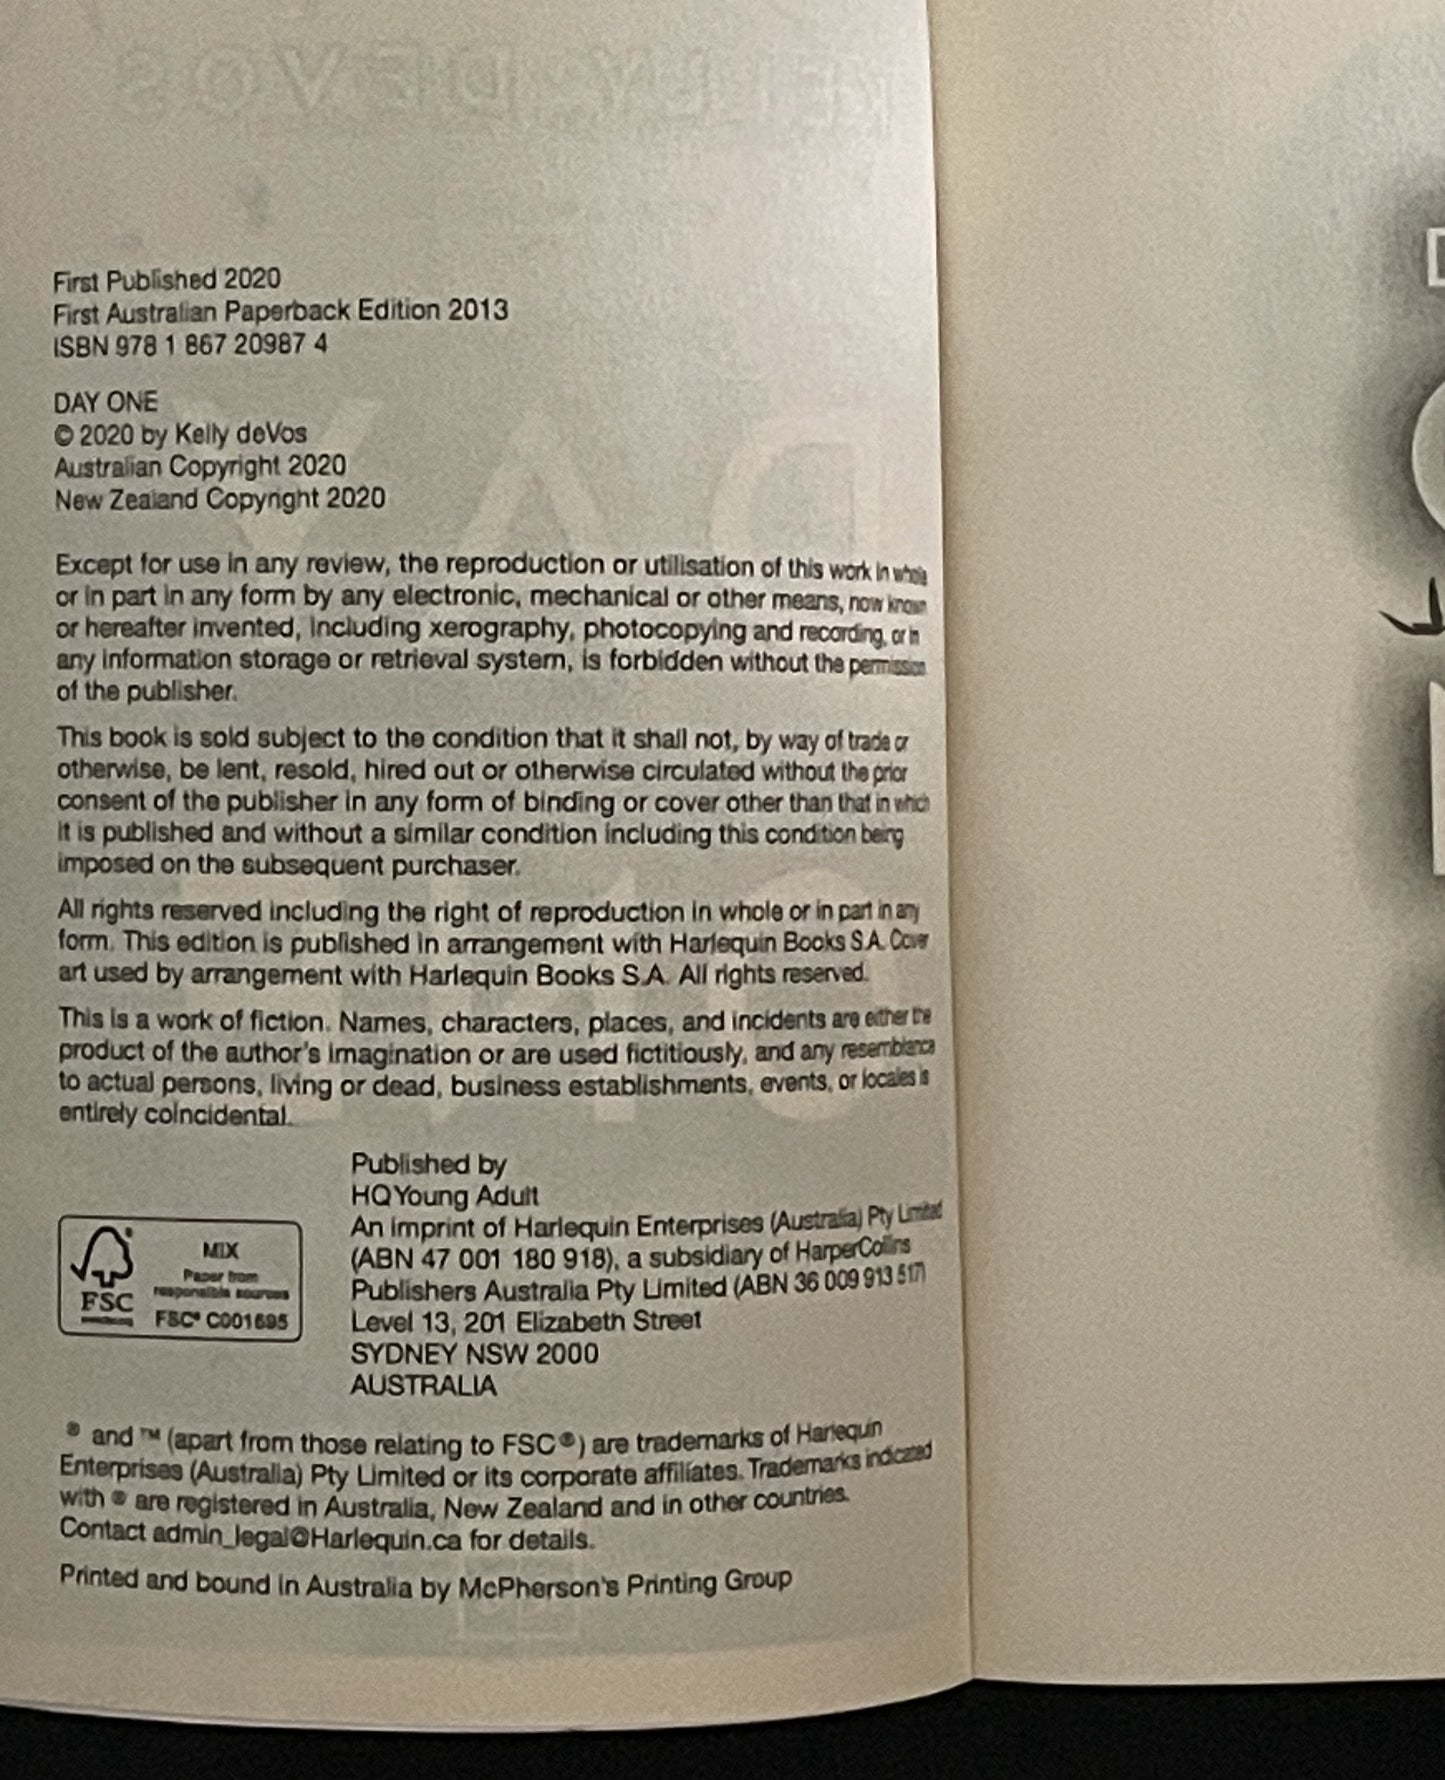 KELLY DEVOS
First Published 2020
First Australian Paperback Edition 2013
ISBN 978 1 867 20987 4
DAY ONE
© 2020 by Kelly deVos
Australian Copyright 2020
New Zealand Copyright 2020
Except for use in any review, the reproduction or utilisation of this work in whole
or in part in any form by any electronic, mechanical or other means, now known
or hereafter invented, including xerography, photocopying and recording, or in
any information storage or retrieval system, is forbidden without the permission
of the publisher.
This book is sold subject to the condition that it shall not, by way of trade or
otherwise, be lent, resold, hired out or otherwise circulated without the prior
consent of the publisher in any form of binding or cover other than that in which
it is published and without a similar condition including this condition being
imposed on the subsequent purchaser.
All rights reserved including the right of reproduction in whole or in part in any
form. This edition is published in arrangement with Harlequin Books S.A. Cover
art used by arrangement with Harlequin Books S.A. All rights reserved.
This is a work of fiction. Names, characters, places, and incidents are either the
product of the author's imagination or are used fictitiously, and any resemblance
to actual persons, living or dead, business establishments, events, or locales is
entirely coincidental.
Published by
HQ Young Adult
An imprint of Harlequin Enterprises (Australia) Pty Limited
(ABN 47 001 180 918), a subsidiary of HarperCollins
Publishers Australia Pty Limited (ABN 36 009 913 517)
Level 13, 201 Elizabeth Street
SYDNEY NSW 2000
AUSTRALIA
MIX
Paper from
responsible sources
FSC
FSC® C001695
® and ™ (apart from those relating to FSC®) are trademarks of Harlequin
Enterprises (Australia) Pty Limited or its corporate affiliates. Trademarks indicated
with ® are registered in Australia, New Zealand and in other countries.
Contact admin_legal@Harlequin.ca for details.
Printed and bound in Australia by McPherson's Printing Group